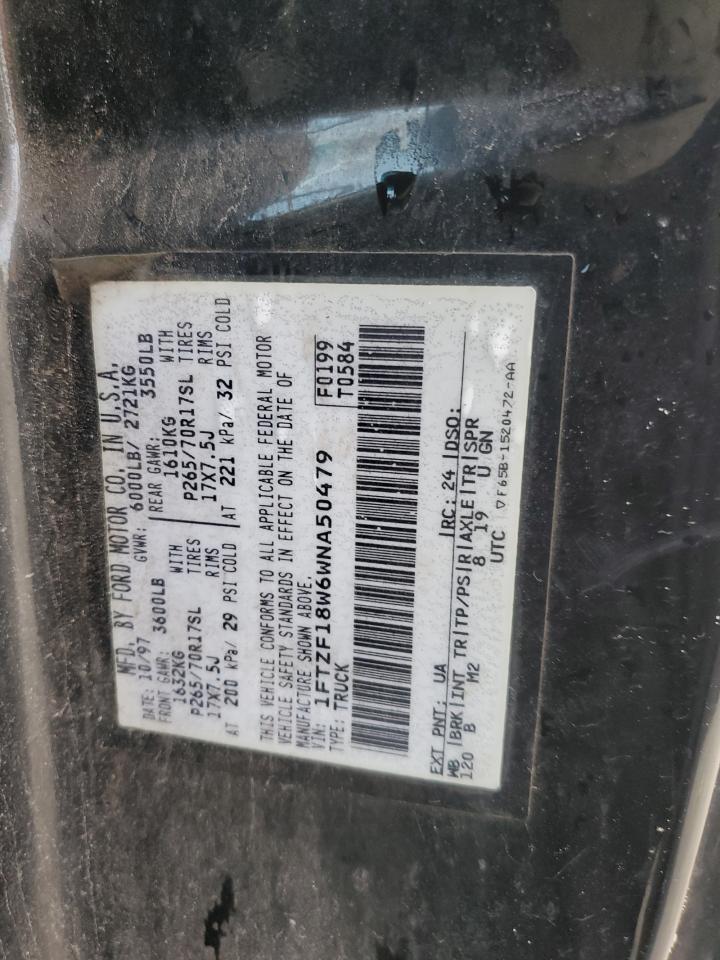 MFD. BY FORD MOTOR CO. IN U.S.A.
DATE: 10/97 GVWR: 6000LB/ 2721KG
FRONT GAWR: 3600LB REAR GAWR: 3550LB
1632KG WITH 1610KG WITH
P265/70R17SL TIRES P265/70R17SL TIRES
17X7.5J RIMS 17X7.5J RIMS
AT 200 kPa/ 29 PSI COLD AT 221 kPa/ 32 PSI COLD
THIS VEHICLE CONFORMS TO ALL APPLICABLE FEDERAL MOTOR
VEHICLE SAFETY STANDARDS IN EFFECT ON THE DATE OF
MANUFACTURE SHOWN ABOVE.
VIN: 1FTZF18W6WNA50479 F0199
TYPE: TRUCK T0584
EXT PNT: UA RC: 24 DSO:
WB BRK INT TR TP/PS R AXLE TR SPR
120 B M2 8 19 U GN
UTC ▽F65B-1520472-AA